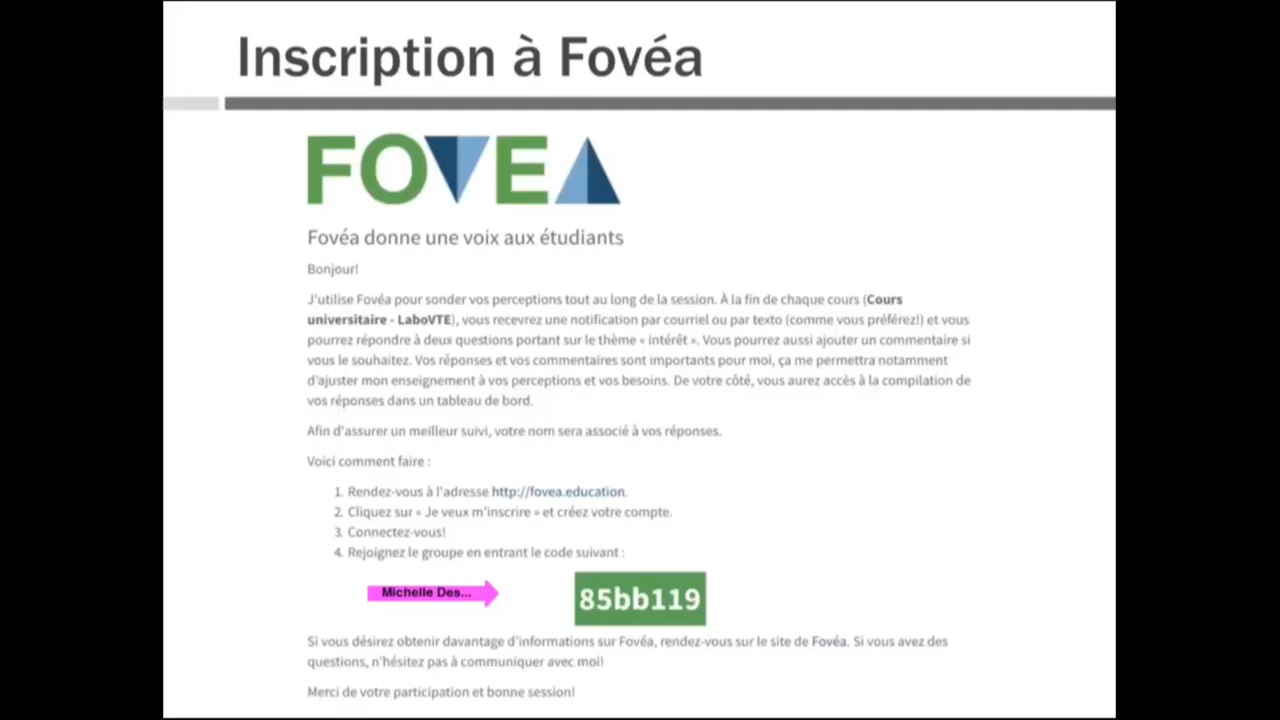 Inscription à Fovéa
FOVEA
Fovéa donne une voix aux étudiants
Bonjour!
J'utilise Fovéa pour sonder vos perceptions tout au long de la session. À la fin de chaque cours (Cours
universitaire - LaboVTE), vous recevrez une notification par courriel ou par texto (comme vous préférez!) et vous
pourrez répondre à deux questions portant sur le thème « intérêt ». Vous pourrez aussi ajouter un commentaire si
vous le souhaitez. Vos réponses et vos commentaires sont importants pour moi, ça me permettra notamment
d'ajuster mon enseignement à vos perceptions et vos besoins. De votre côté, vous aurez accès à la compilation de
vos réponses dans un tableau de bord.
Afin d'assurer un meilleur suivi, votre nom sera associé à vos réponses.
Voici comment faire :
1. Rendez-vous à l'adresse http://fovea.education.
2. Cliquez sur « Je veux m'inscrire » et créez votre compte.
3. Connectez-vous!
4. Rejoignez le groupe en entrant le code suivant :
Michelle Des...
85bb119
Si vous désirez obtenir davantage d'informations sur Fovéa, rendez-vous sur le site de Fovéa. Si vous avez des
questions, n'hésitez pas à communiquer avec moi!
Merci de votre participation et bonne session!